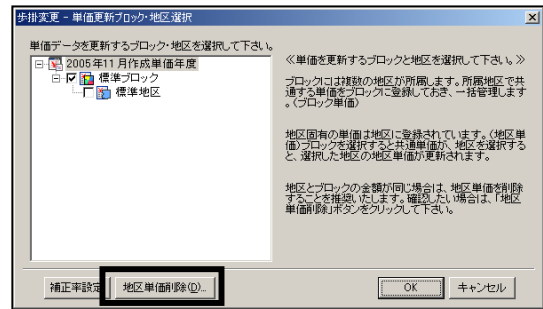 歩掛変更 - 単価更新ブロック・地区選択
単価データを更新するブロック・地区を選択して下さい。
2005年11月作成単価年度
標準ブロック
標準地区
≪単価を更新するブロックと地区を選択して下さい。≫
ブロックには複数の地区が所属します。所属地区で共
通する単価をブロックに登録しておき、一括管理します
。(ブロック単価)
地区固有の単価は地区に登録されています。(地区単
価)ブロックを選択すると共通単価が、地区を選択する
と、選択した地区の地区単価が更新されます。
地区とブロックの金額が同じ場合は、地区単価を削除
することを推奨いたします。確認したい場合は、「地区
単価削除」ボタンをクリックして下さい。
補正率設定
地区単価削除(D)...
OK
キャンセル